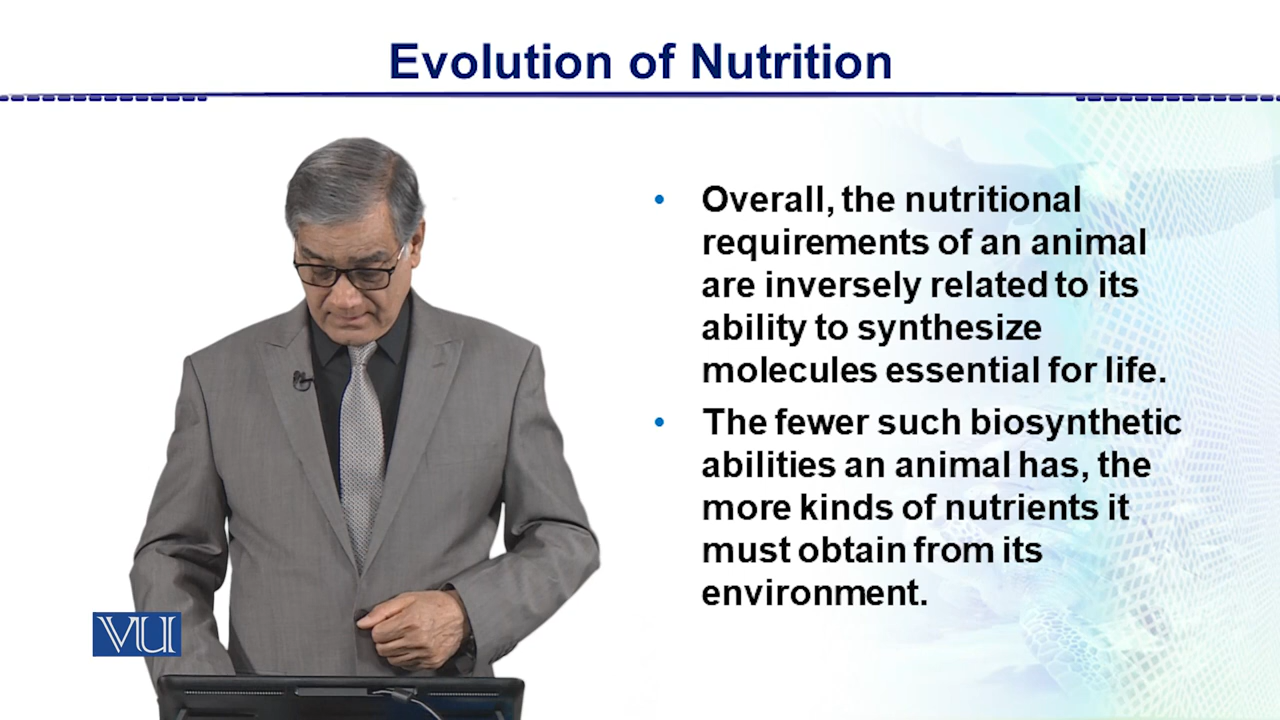 Evolution of Nutrition
• Overall, the nutritional
requirements of an animal
are inversely related to its
ability to synthesize
molecules essential for life.
• The fewer such biosynthetic
abilities an animal has, the
more kinds of nutrients it
must obtain from its
environment.
VU